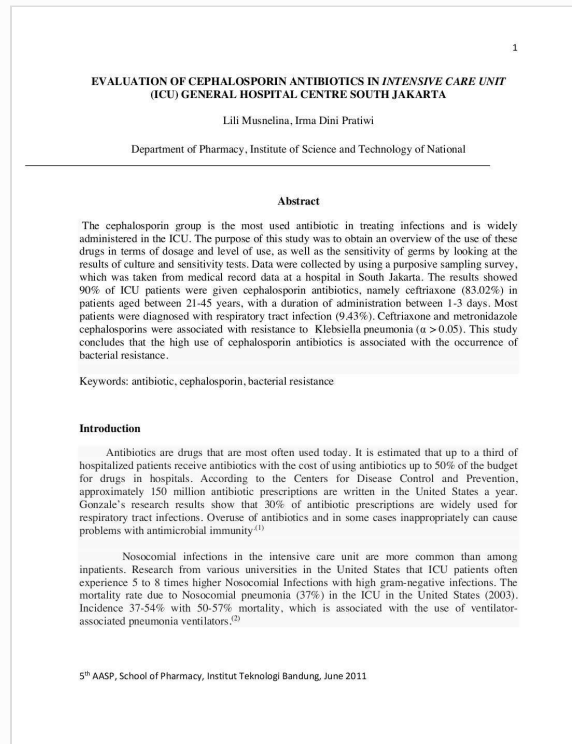 1
EVALUATION OF CEPHALOSPORIN ANTIBIOTICS IN INTENSIVE CARE UNIT
(ICU) GENERAL HOSPITAL CENTRE SOUTH JAKARTA
Lili Musnelina, Irma Dini Pratiwi
Department of Pharmacy, Institute of Science and Technology of National
Abstract
The cephalosporin group is the most used antibiotic in treating infections and is widely
administered in the ICU. The purpose of this study was to obtain an overview of the use of these
drugs in terms of dosage and level of use, as well as the sensitivity of germs by looking at the
results of culture and sensitivity tests. Data were collected by using a purposive sampling survey,
which was taken from medical record data at a hospital in South Jakarta. The results showed
90% of ICU patients were given cephalosporin antibiotics, namely ceftriaxone (83.02%) in
patients aged between 21-45 years, with a duration of administration between 1-3 days. Most
patients were diagnosed with respiratory tract infection (9.43%). Ceftriaxone and metronidazole
cephalosporins were associated with resistance to Klebsiella pneumonia (α > 0.05). This study
concludes that the high use of cephalosporin antibiotics is associated with the occurrence of
bacterial resistance.
Keywords: antibiotic, cephalosporin, bacterial resistance
Introduction
Antibiotics are drugs that are most often used today. It is estimated that up to a third of
hospitalized patients receive antibiotics with the cost of using antibiotics up to 50% of the budget
for drugs in hospitals. According to the Centers for Disease Control and Prevention,
approximately 150 million antibiotic prescriptions are written in the United States a year.
Gonzale's research results show that 30% of antibiotic prescriptions are widely used for
respiratory tract infections. Overuse of antibiotics and in some cases inappropriately can cause
problems with antimicrobial immunity.(1)
Nosocomial infections in the intensive care unit are more common than among
inpatients. Research from various universities in the United States that ICU patients often
experience 5 to 8 times higher Nosocomial Infections with high gram-negative infections. The
mortality rate due to Nosocomial pneumonia (37%) in the ICU in the United States (2003).
Incidence 37-54% with 50-57% mortality, which is associated with the use of ventilator-
associated pneumonia ventilators.(2)
5th AASP, School of Pharmacy, Institut Teknologi Bandung, June 2011